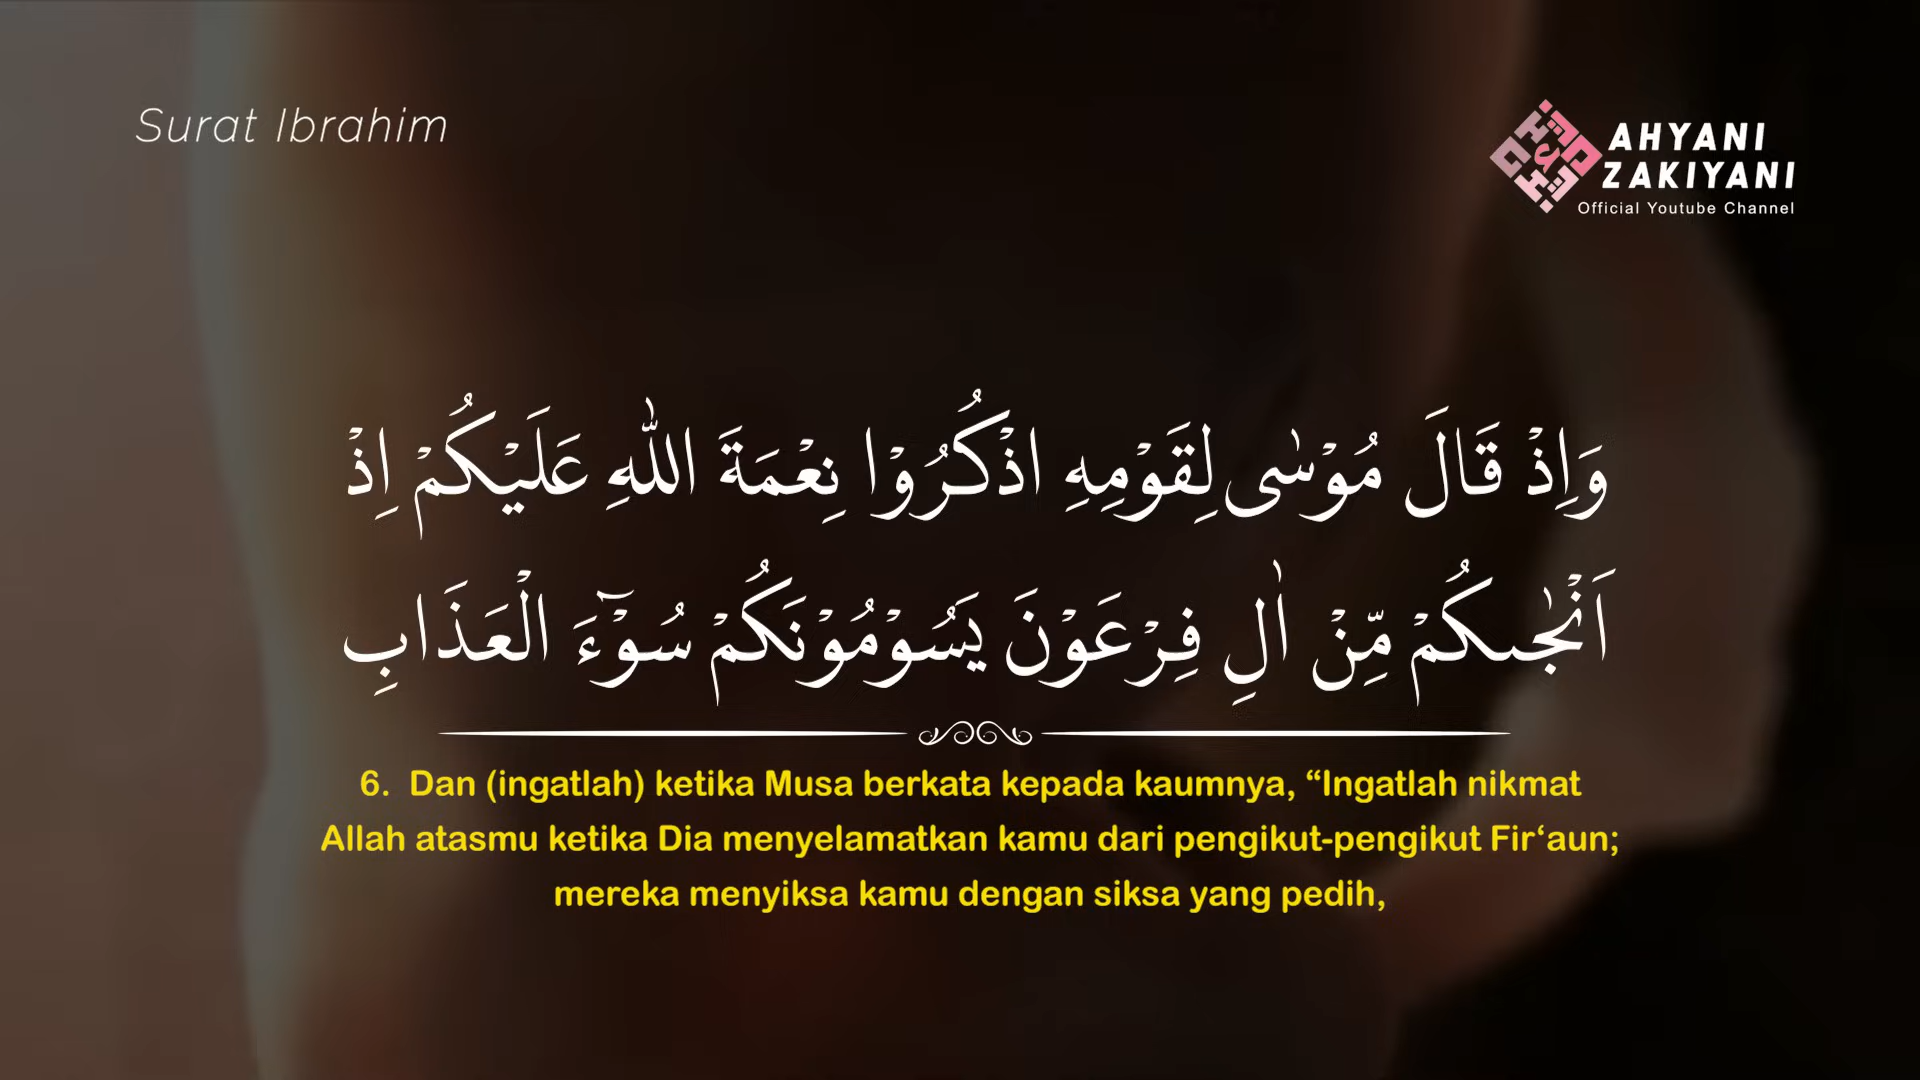 Surat Ibrahim
AHYANI
ZAKIYANI
Official Youtube Channel
وَاِذْ قَالَ مُوْسٰى لِقَوْمِهِ اذْكُرُوْا نِعْمَةَ اللّٰهِ عَلَيْكُمْ اِذْ
اَنْجٰىكُمْ مِّنْ اٰلِ فِرْعَوْنَ يَسُوْمُوْنَكُمْ سُوْۤءَ الْعَذَابِ
6. Dan (ingatlah) ketika Musa berkata kepada kaumnya, “Ingatlah nikmat
Allah atasmu ketika Dia menyelamatkan kamu dari pengikut-pengikut Fir‘aun;
mereka menyiksa kamu dengan siksa yang pedih,